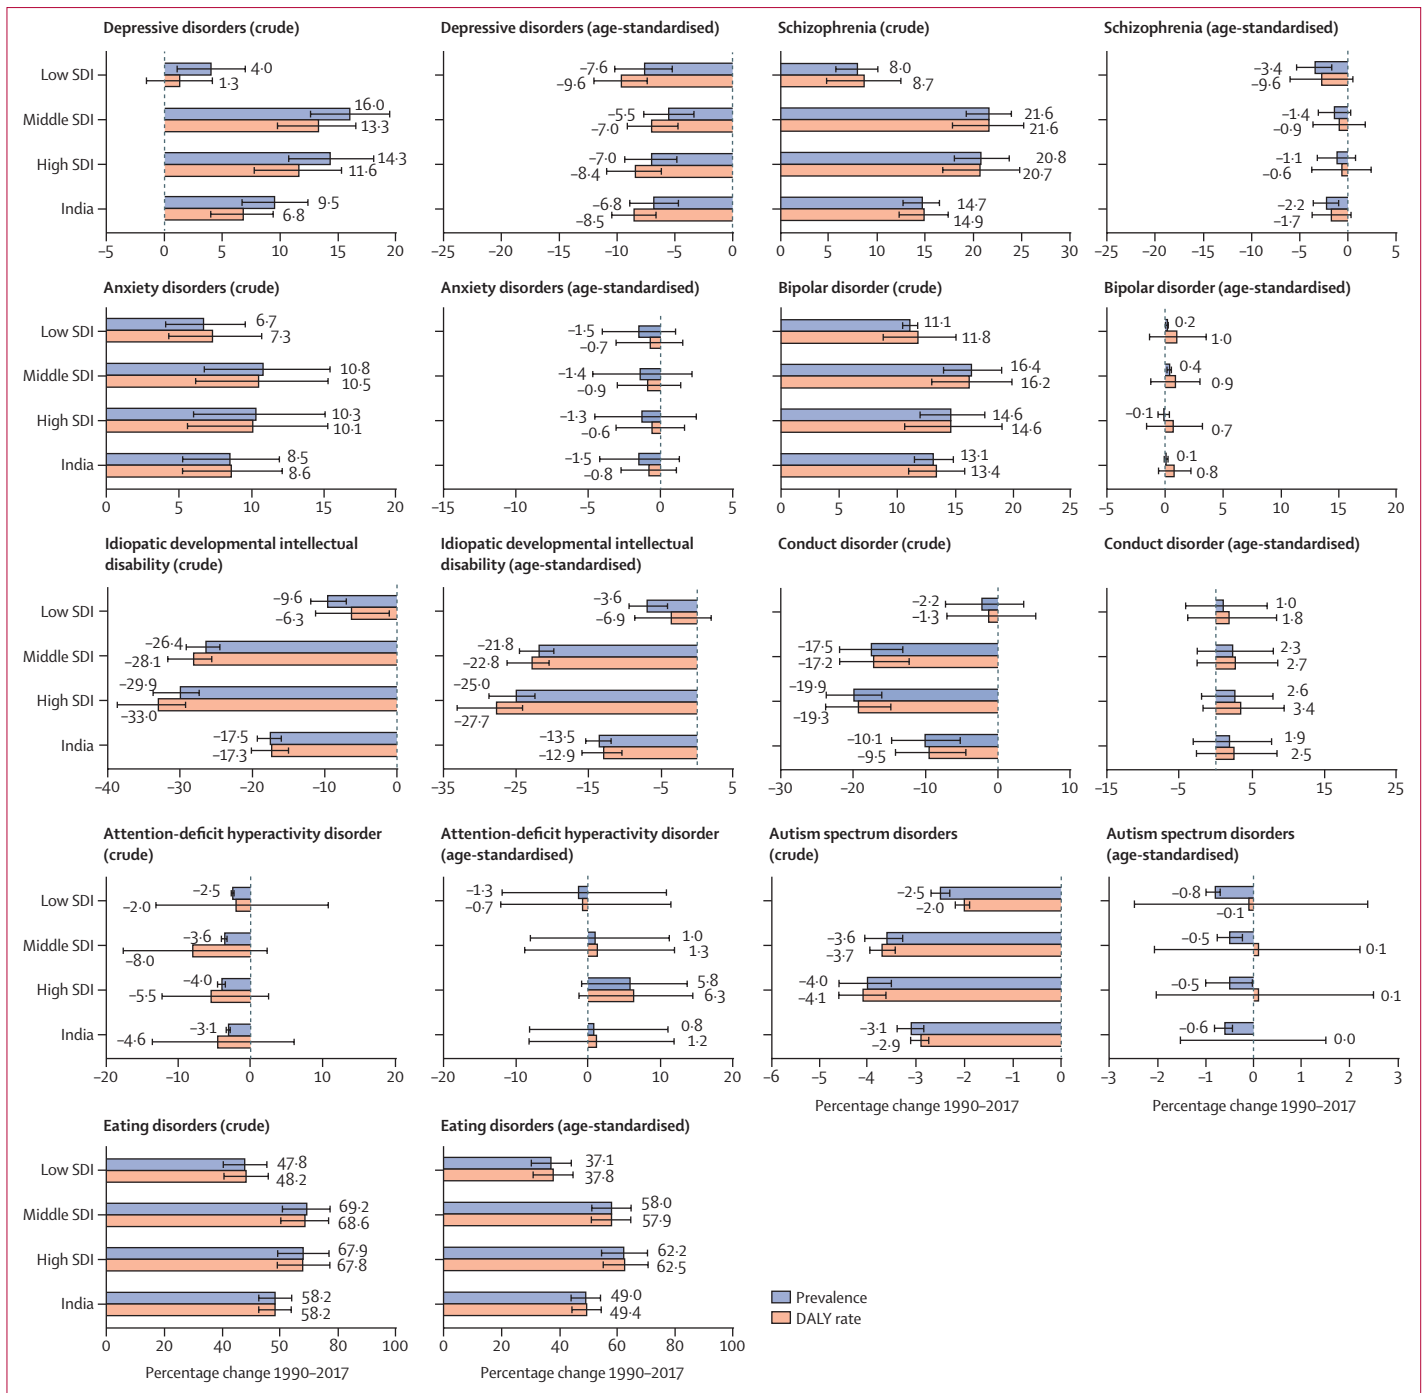 Depressive disorders (crude)
Depressive disorders (age-standardised)
Schizophrenia (crude)
Schizophrenia (age-standardised)
Low SDI
4·0
1·3
–7·6
–9·6
8·0
8·7
–3·4
–9·6
Middle SDI
16·0
13·3
–5·5
–7·0
21·6
21·6
–1·4
–0·9
High SDI
14·3
11·6
–7·0
–8·4
20·8
20·7
–1·1
–0·6
India
9·5
6·8
–6·8
–8·5
14·7
14·9
–2·2
–1·7
–5 0 5 10 15 20
–25 –20 –15 –10 –5 0
0 5 10 15 20 25 30
–25 –20 –15 –10 –5 0 5
Anxiety disorders (crude)
Anxiety disorders (age-standardised)
Bipolar disorder (crude)
Bipolar disorder (age-standardised)
Low SDI
6·7
7·3
–1·5
–0·7
11·1
11·8
0·2
1·0
Middle SDI
10·8
10·5
–1·4
–0·9
16·4
16·2
0·4
0·9
High SDI
10·3
10·1
–1·3
–0·6
14·6
14·6
–0·1
0·7
India
8·5
8·6
–1·5
–0·8
13·1
13·4
0·1
0·8
0 5 10 15 20
–15 –10 –5 0 5
0 5 10 15 20 25
–5 0 5 10 15 20
Idiopatic developmental intellectual
disability (crude)
Idiopatic developmental intellectual
disability (age-standardised)
Conduct disorder (crude)
Conduct disorder (age-standardised)
Low SDI
–9·6
–6·3
–3·6
–6·9
–2·2
–1·3
1·0
1·8
Middle SDI
–26·4
–28·1
–21·8
–22·8
–17·5
–17·2
2·3
2·7
High SDI
–29·9
–33·0
–25·0
–27·7
–19·9
–19·3
2·6
3·4
India
–17·5
–17·3
–13·5
–12·9
–10·1
–9·5
1·9
2·5
–40 –30 –20 –10 0
–35 –25 –15 –5 5
–30 –20 –10 0 10
–15 –5 5 15 25
Attention-deficit hyperactivity disorder
(crude)
Attention-deficit hyperactivity disorder
(age-standardised)
Autism spectrum disorders
(crude)
Autism spectrum disorders
(age-standardised)
Low SDI
–2·5
–2·0
–1·3
–0·7
–2·5
–2·0
–0·8
–0·1
Middle SDI
–3·6
–8·0
1·0
1·3
–3·6
–3·7
–0·5
0·1
High SDI
–4·0
–5·5
5·8
6·3
–4·0
–4·1
–0·5
0·1
India
–3·1
–4·6
0·8
1·2
–3·1
–2·9
–0·6
0·0
–20 –10 0 10 20
–20 –10 0 10 20
–6 –5 –4 –3 –2 –1 0
–3 –2 –1 0 1 2 3
Percentage change 1990–2017
Percentage change 1990–2017
Eating disorders (crude)
Eating disorders (age-standardised)
Low SDI
47·8
48·2
37·1
37·8
Middle SDI
69·2
68·6
58·0
57·9
High SDI
67·9
67·8
62·2
62·5
India
58·2
58·2
49·0
49·4
0 20 40 60 80 100
0 20 40 60 80 100
Percentage change 1990–2017
Percentage change 1990–2017
Prevalence
DALY rate